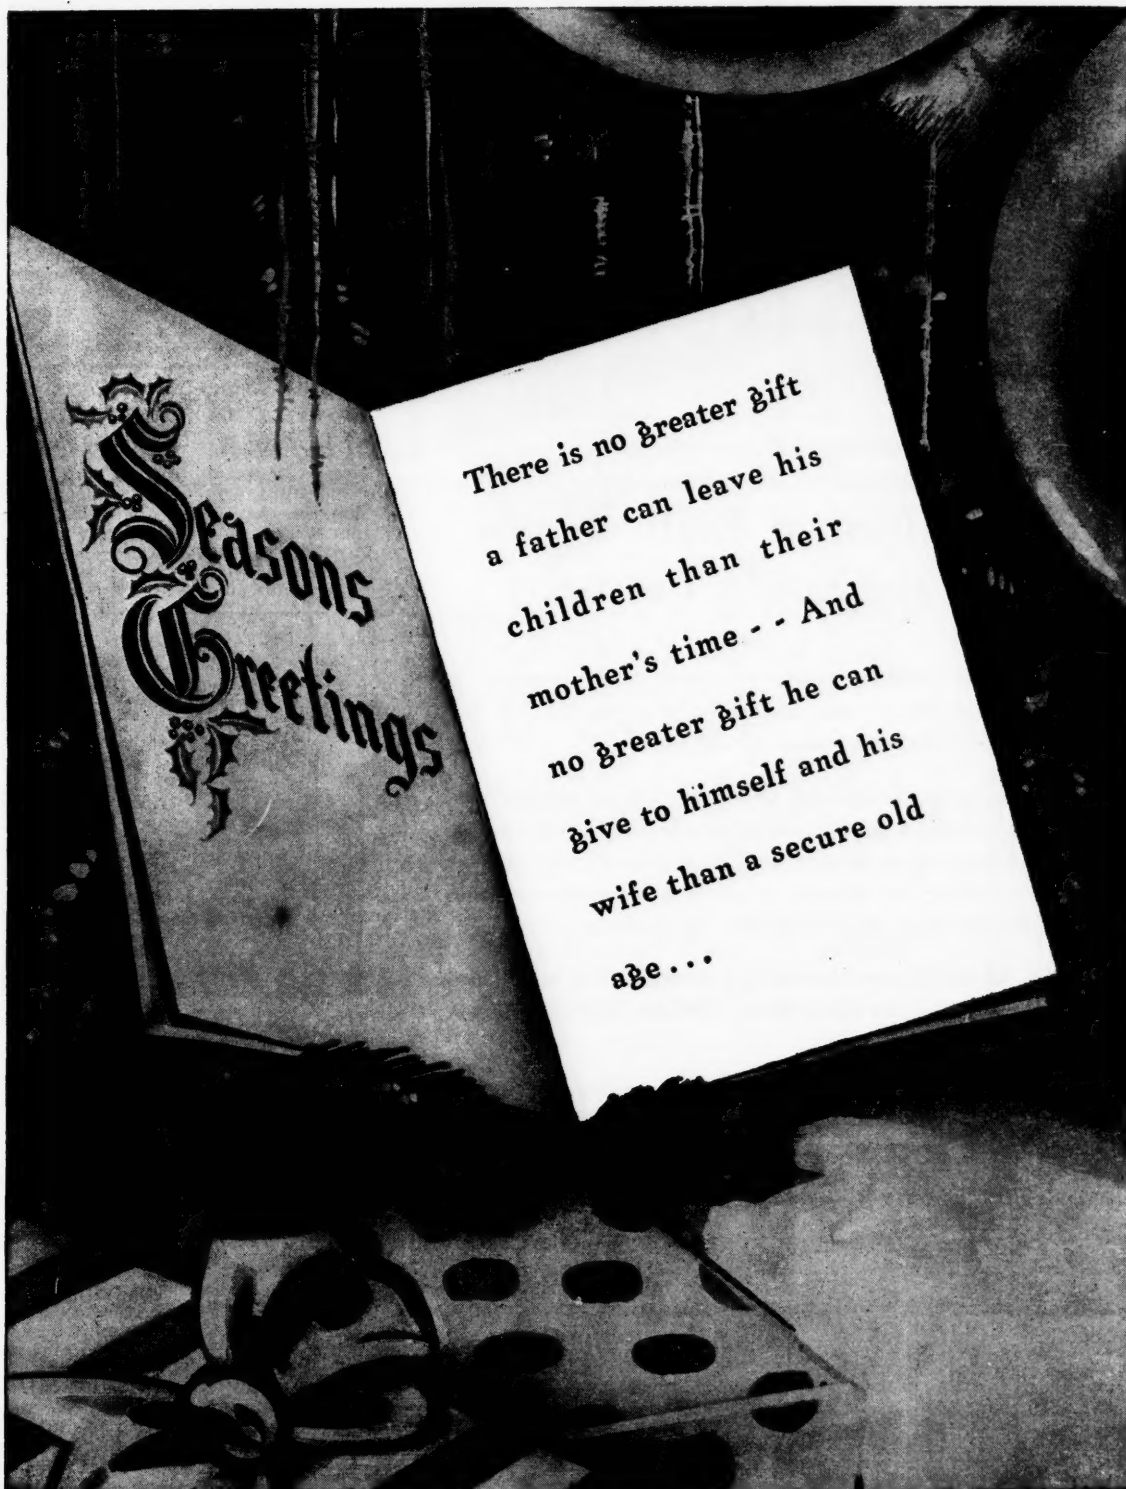 Seasons
Greetings
There is no greater gift
a father can leave his
children than their
mother's time - - And
no greater gift he can
give to himself and his
wife than a secure old
age...